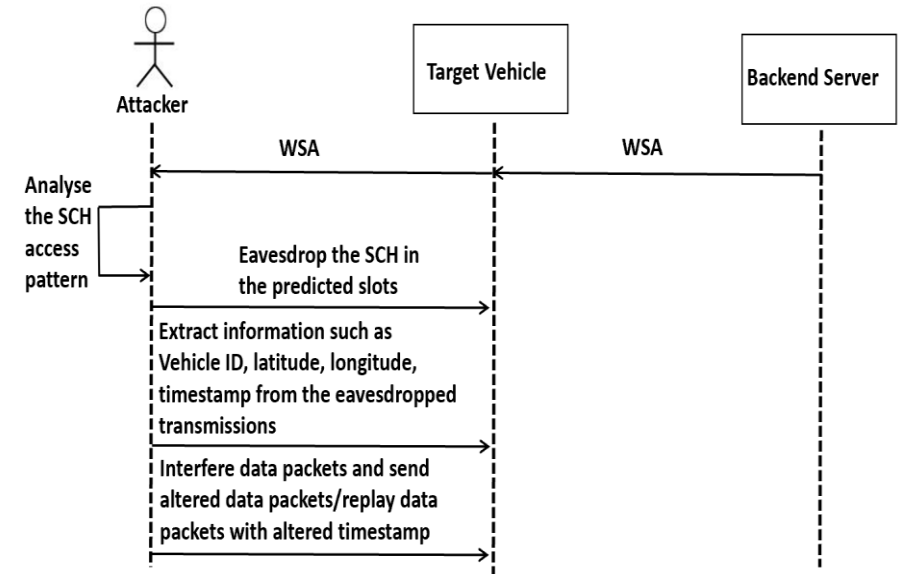 Attacker
Target Vehicle
Backend Server
WSA
WSA
Analyse
the SCH
access
pattern
Eavesdrop the SCH in
the predicted slots
Extract information such as
Vehicle ID, latitude, longitude,
timestamp from the eavesdropped
transmissions
Interfere data packets and send
altered data packets/replay data
packets with altered timestamp